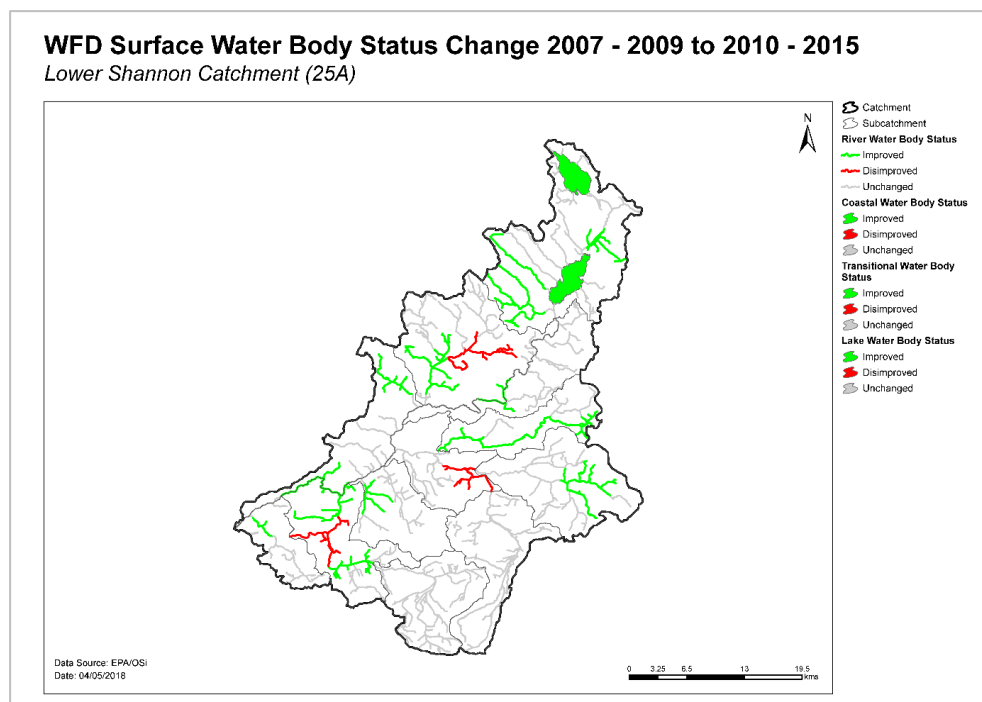 WFD Surface Water Body Status Change 2007 - 2009 to 2010 - 2015
Lower Shannon Catchment (25A)
N
Catchment
Subcatchment
River Water Body Status
Improved
Disimproved
Unchanged
Coastal Water Body Status
Improved
Disimproved
Unchanged
Transitional Water Body
Status
Improved
Disimproved
Unchanged
Lake Water Body Status
Improved
Disimproved
Unchanged
Data Source: EPA/OSi
Date: 04/05/2018
0 3.25 6.5 13 19.5
kms